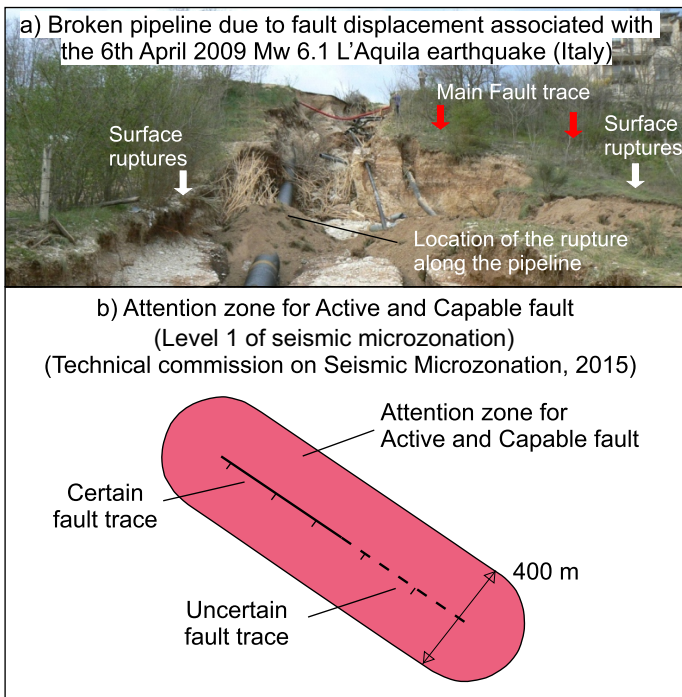 a) Broken pipeline due to fault displacement associated with
the 6th April 2009 Mw 6.1 L'Aquila earthquake (Italy)
Main Fault trace
Surface
ruptures
Surface
ruptures
Location of the rupture
along the pipeline
b) Attention zone for Active and Capable fault
(Level 1 of seismic microzonation)
(Technical commission on Seismic Microzonation, 2015)
Attention zone for
Active and Capable fault
Certain
fault trace
400 m
Uncertain
fault trace